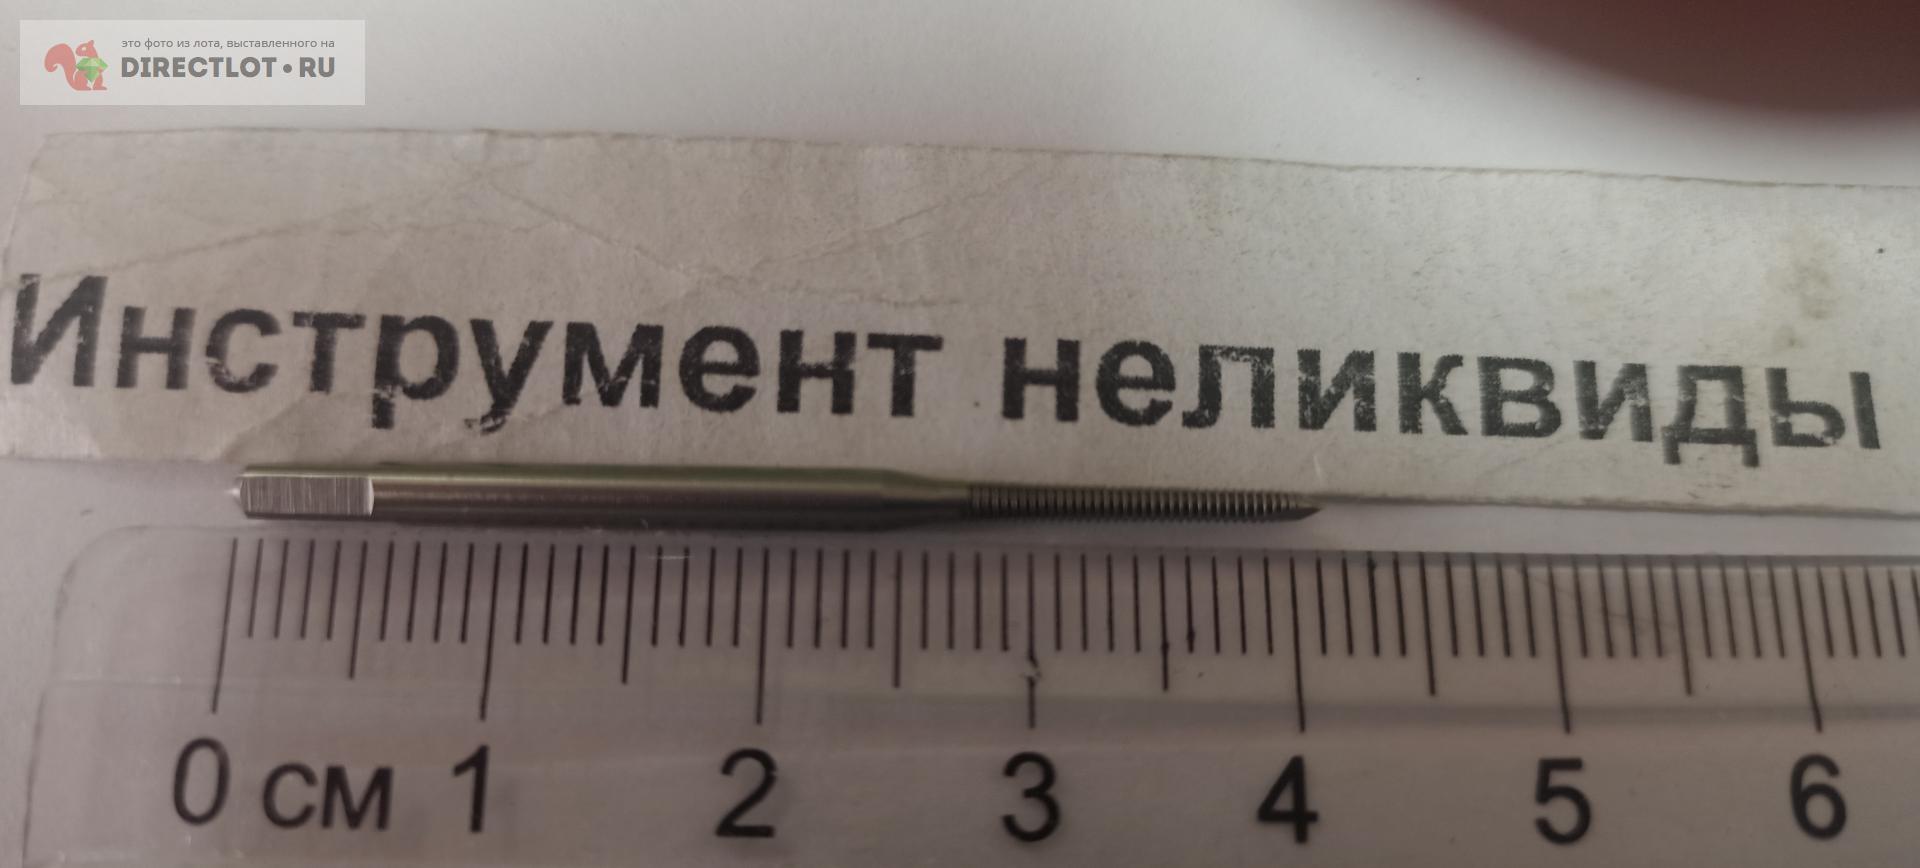 это фото из лота, выставленного на
DIRECTLOT•RU
Инструмент неликвиды
0 см 1 2 3 4 5 6